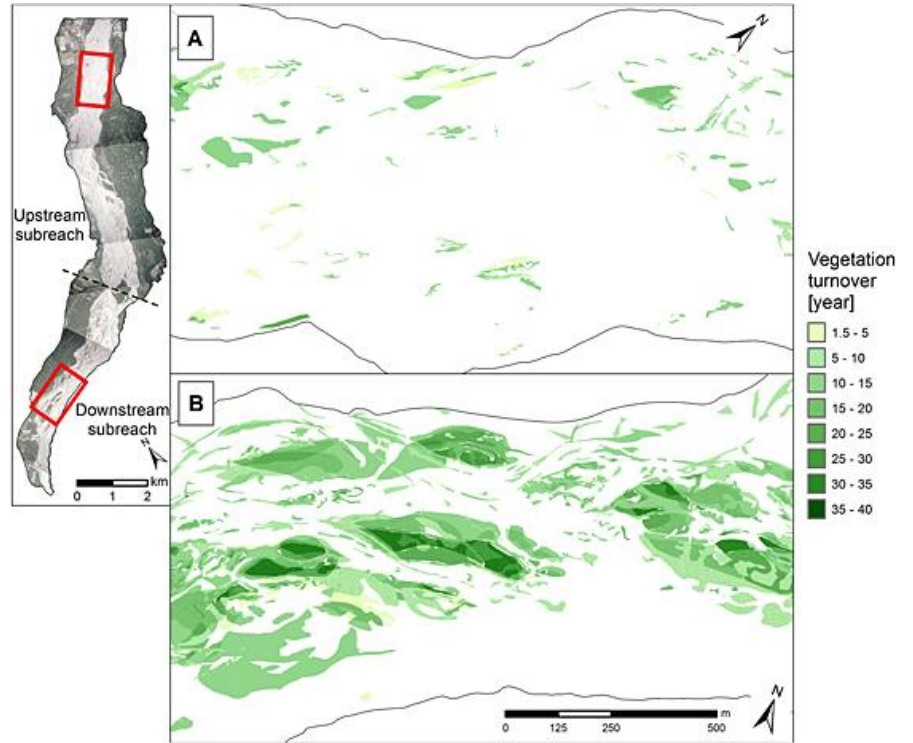 A
N
Upstream
subreach
Downstream
subreach
N
km
0 1 2
B
N
m
0 125 250 500
Vegetation
turnover
[year]
1.5 - 5
5 - 10
10 - 15
15 - 20
20 - 25
25 - 30
30 - 35
35 - 40